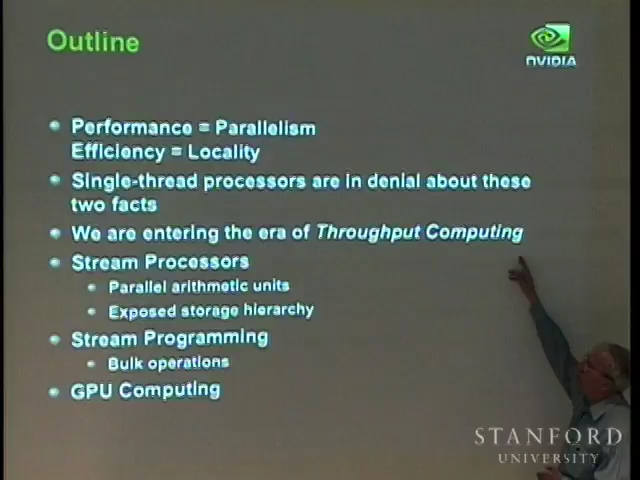 Outline
NVIDIA
Performance = Parallelism
Efficiency = Locality
Single-thread processors are in denial about these
two facts
We are entering the era of Throughput Computing
Stream Processors
Parallel arithmetic units
Exposed storage hierarchy
Stream Programming
Bulk operations
GPU Computing
STANFORD
UNIVERSITY